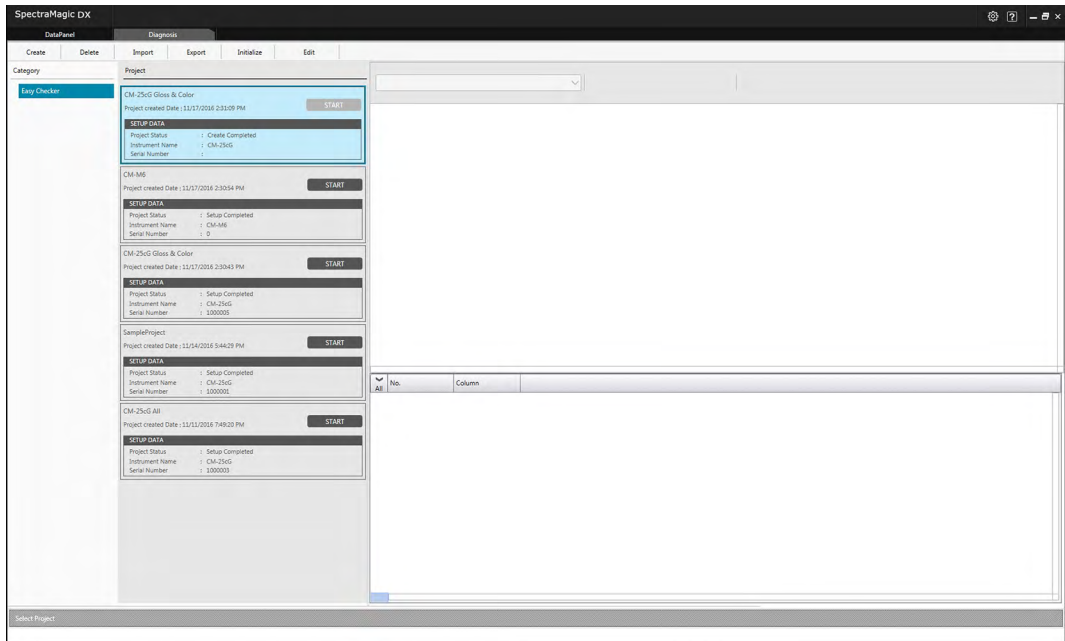 SpectraMagic DX
DataPanel Diagnosis
Create Delete Import Export Initialize Edit
Category
Easy Checker
Project
CM-25cG Gloss & Color
Project created Date : 11/17/2016 2:31:09 PM
START
SETUP DATA
Project Status : Create Completed
Instrument Name : CM-25cG
Serial Number :
CM-M6
Project created Date : 11/17/2016 2:30:54 PM
START
SETUP DATA
Project Status : Setup Completed
Instrument Name : CM-M6
Serial Number : 0
CM-25cG Gloss & Color
Project created Date : 11/17/2016 2:30:43 PM
START
SETUP DATA
Project Status : Setup Completed
Instrument Name : CM-25cG
Serial Number : 1000005
SampleProject
Project created Date : 11/14/2016 5:44:29 PM
START
SETUP DATA
Project Status : Setup Completed
Instrument Name : CM-25cG
Serial Number : 1000001
CM-25cG All
Project created Date : 11/11/2016 7:49:20 PM
START
SETUP DATA
Project Status : Setup Completed
Instrument Name : CM-25cG
Serial Number : 1000003
All No. Column
Select Project